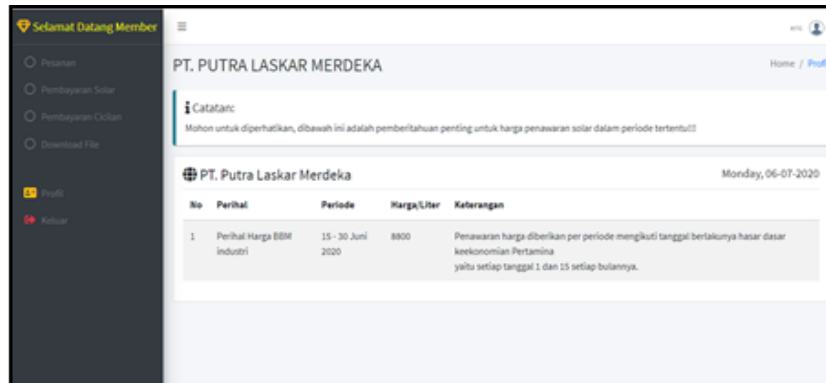 Selamat Datang Member
eric
Pesanan
Pembayaran Solar
Pembayaran Cicilan
Download File
Profil
Keluar
PT. PUTRA LASKAR MERDEKA
Home / Profil
Catatan:
Mohon untuk diperhatikan, dibawah ini adalah pemberitahuan penting untuk harga penawaran solar dalam periode tertentu!!!
PT. Putra Laskar Merdeka Monday, 06-07-2020
No Perihal Periode Harga/Liter Keterangan
1 Perihal Harga BBM 15 - 30 Juni 8800 Penawaran harga diberikan per periode mengikuti tanggal berlakunya hasar dasar
industri 2020 keekonomian Pertamina
yaitu setiap tanggal 1 dan 15 setiap bulannya.